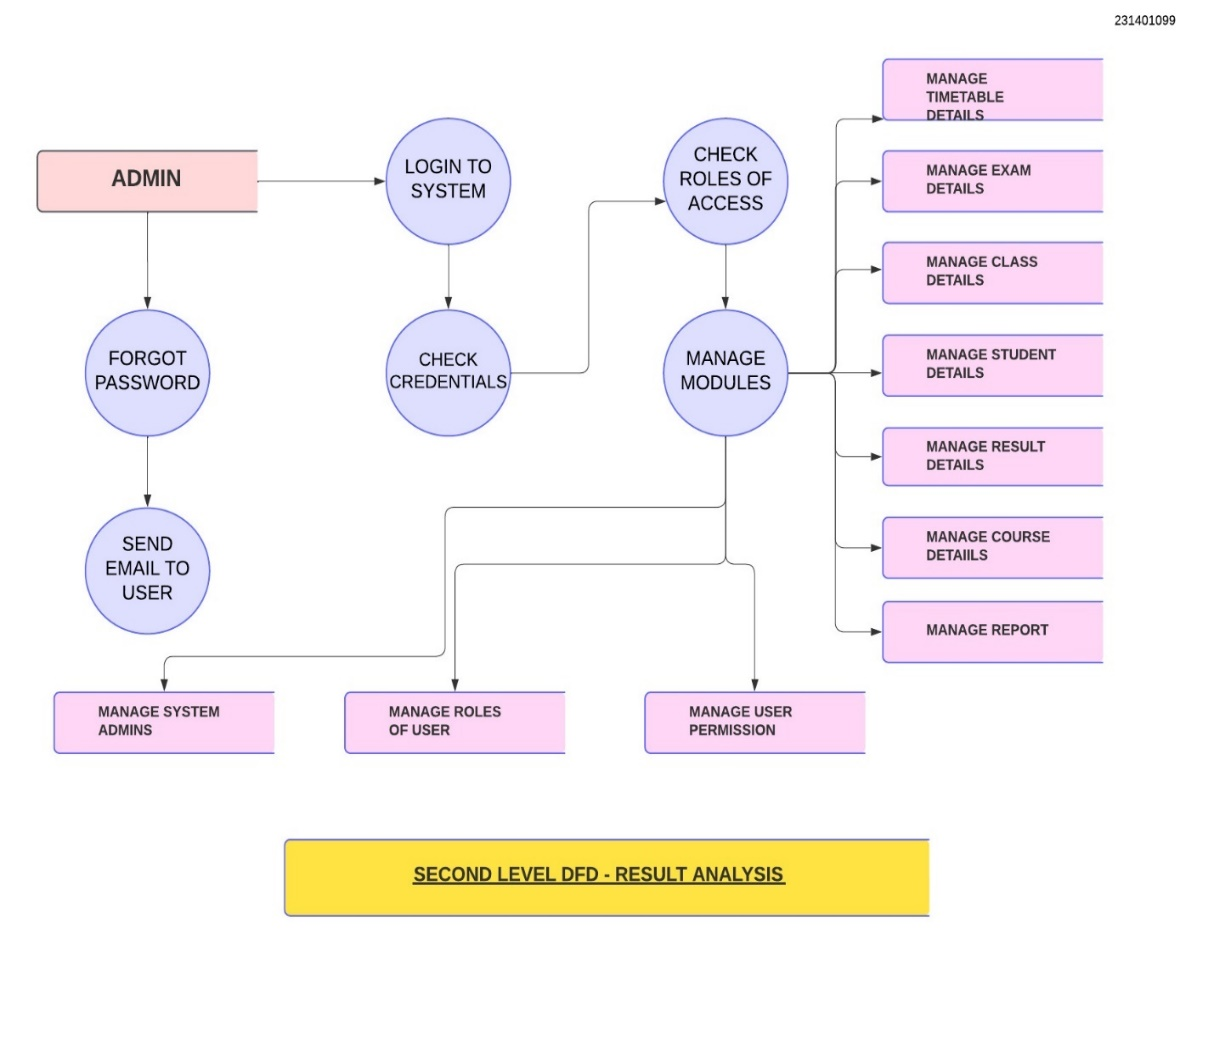 231401099
ADMIN
LOGIN TO
SYSTEM
CHECK
ROLES OF
ACCESS
MANAGE
TIMETABLE
DETAILS
MANAGE EXAM
DETAILS
MANAGE CLASS
DETAILS
FORGOT
PASSWORD
CHECK
CREDENTIALS
MANAGE
MODULES
MANAGE STUDENT
DETAILS
MANAGE RESULT
DETAILS
SEND
EMAIL TO
USER
MANAGE COURSE
DETAIILS
MANAGE REPORT
MANAGE SYSTEM
ADMINS
MANAGE ROLES
OF USER
MANAGE USER
PERMISSION
SECOND LEVEL DFD - RESULT ANALYSIS